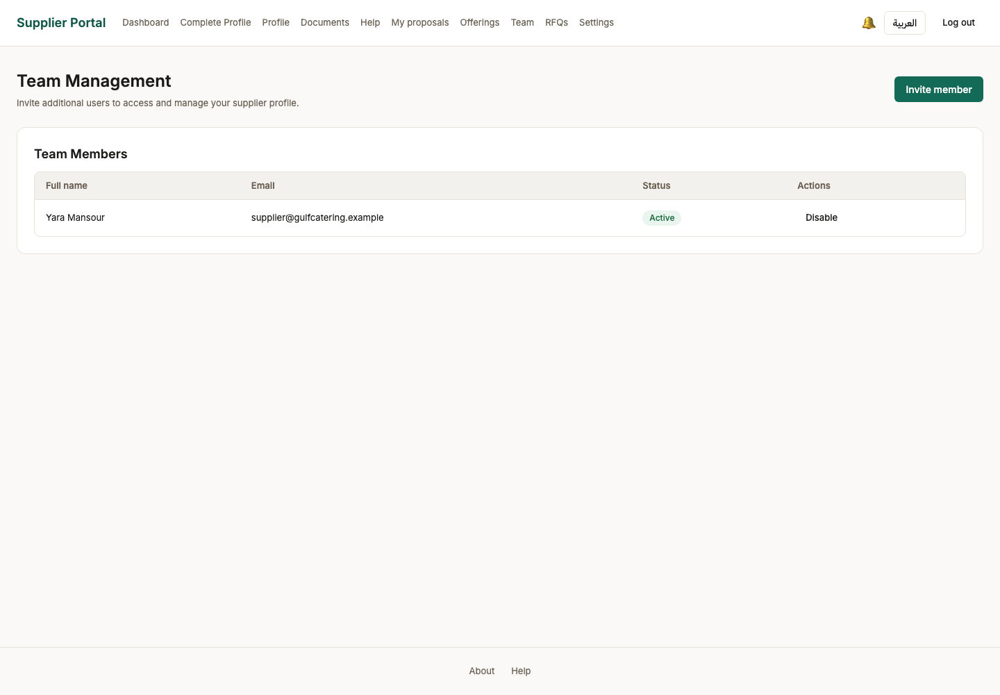 Supplier Portal Dashboard Complete Profile Profile Documents Help My proposals Offerings Team RFQs Settings العربية Log out
Team Management
Invite additional users to access and manage your supplier profile.
Invite member
Team Members
Full name Email Status Actions
Yara Mansour supplier@gulfcatering.example Active Disable
About Help